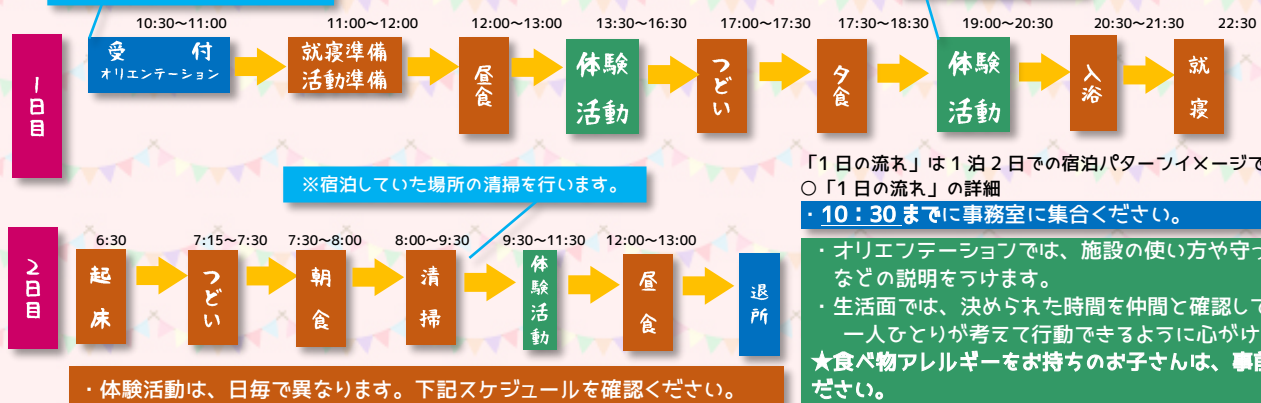 10:30～11:00
11:00～12:00
12:00～13:00
13:30～16:30
17:00～17:30
17:30～18:30
19:00～20:30
20:30～21:30
22:30
1日目
受　付
オリエンテーション
就寝準備
活動準備
昼食
体験
活動
つどい
夕食
体験
活動
入浴
就寝
※宿泊していた場所の清掃を行います。
6:30
7:15～7:30
7:30～8:00
8:00～9:30
9:30～11:30
12:00～13:00
2日目
起床
つどい
朝食
清掃
体験活動
昼食
退所
・体験活動は、日毎で異なります。下記スケジュールを確認ください。
「1日の流れ」は1泊2日での宿泊パターンイメージで
○「1日の流れ」の詳細
・10：30までに事務室に集合ください。
・オリエンテーションでは、施設の使い方や守っ
などの説明をうけます。
・生活面では、決められた時間を仲間と確認して
一人ひとりが考えて行動できるように心がけ
★食べ物アレルギーをお持ちのお子さんは、事前
ださい。